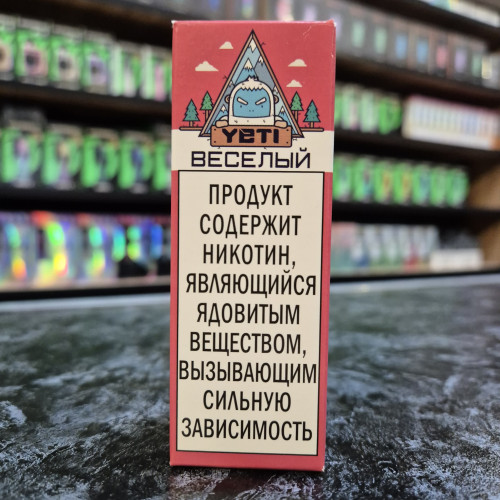 YETI
ВЕСЕЛЫЙ
ПРОДУКТ
СОДЕРЖИТ
НИКОТИН,
ЯВЛЯЮЩИЙСЯ
ЯДОВИТЫМ
ВЕЩЕСТВОМ,
ВЫЗЫВАЮЩИМ
СИЛЬНУЮ
ЗАВИСИМОСТЬ